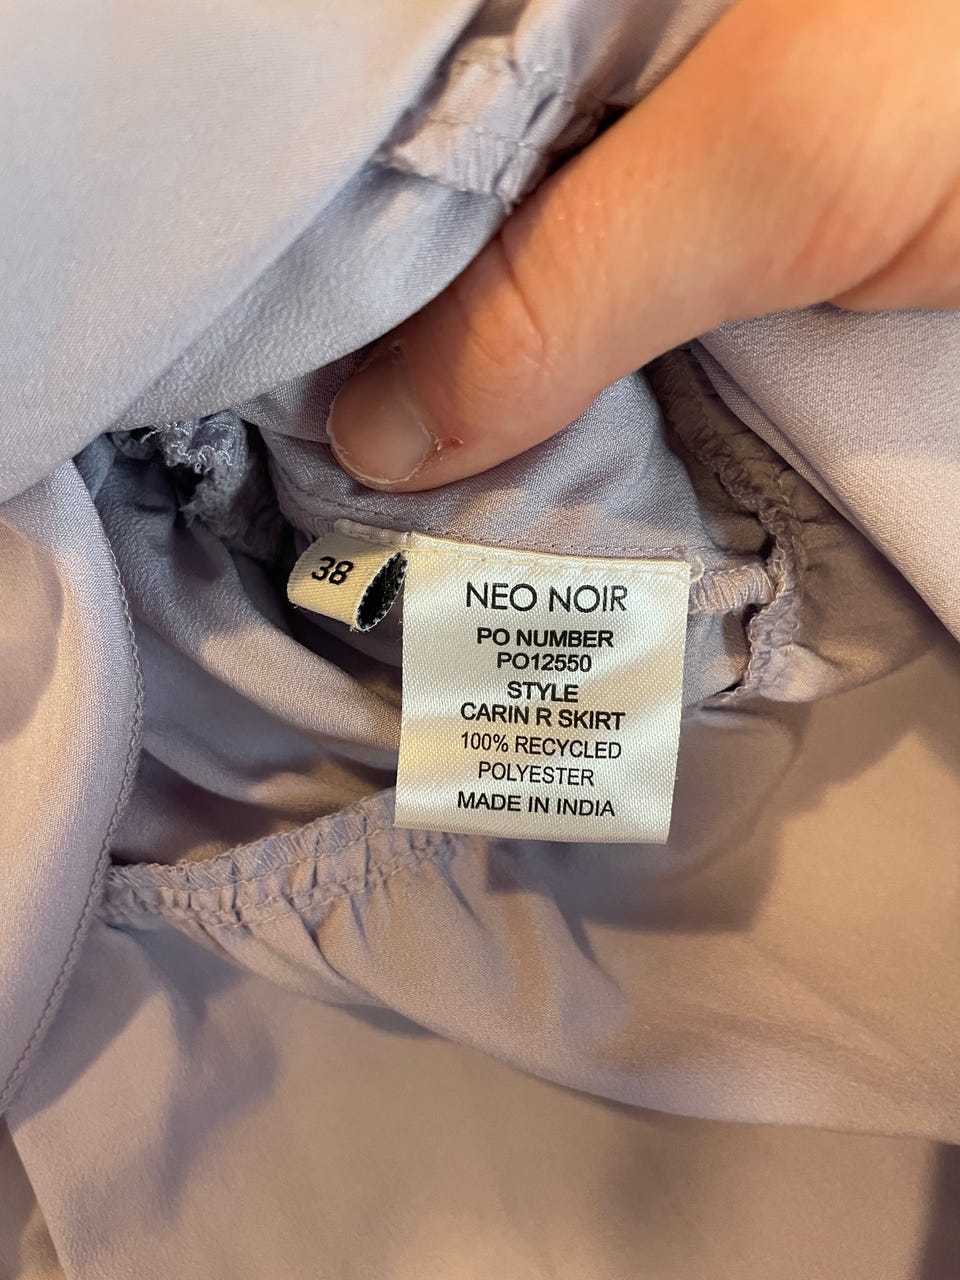 38
NEO NOIR
PO NUMBER
PO12550
STYLE
CARIN R SKIRT
100% RECYCLED
POLYESTER
MADE IN INDIA